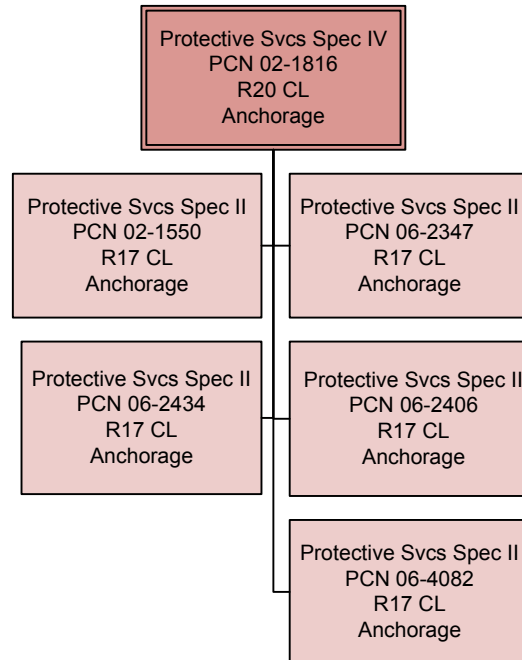 Protective Svcs Spec IV
PCN 02-1816
R20 CL
Anchorage
Protective Svcs Spec II
PCN 02-1550
R17 CL
Anchorage
Protective Svcs Spec II
PCN 06-2347
R17 CL
Anchorage
Protective Svcs Spec II
PCN 06-2434
R17 CL
Anchorage
Protective Svcs Spec II
PCN 06-2406
R17 CL
Anchorage
Protective Svcs Spec II
PCN 06-4082
R17 CL
Anchorage